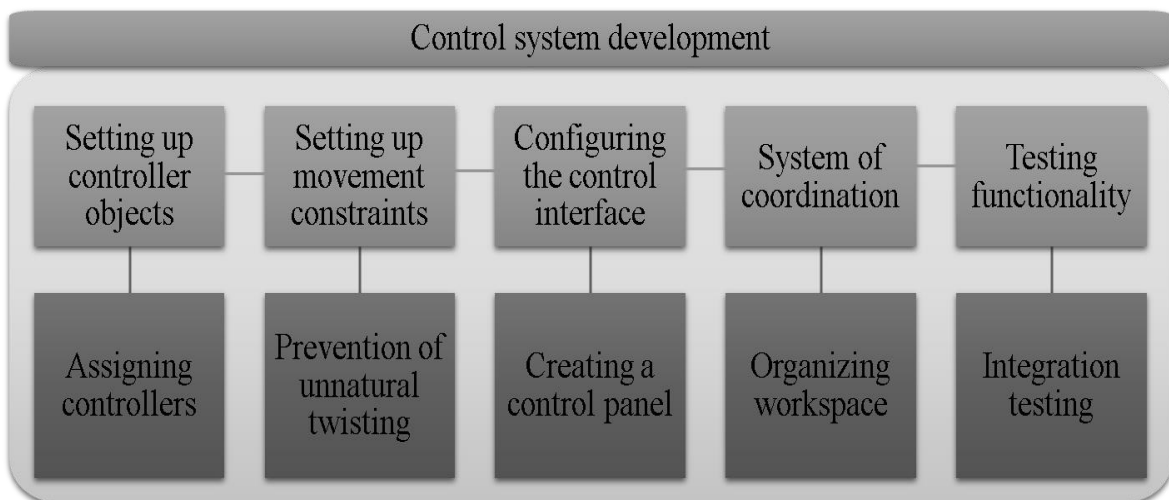 Control system development
Setting up
controller
objects
Setting up
movement
constraints
Configuring
the control
interface
System of
coordination
Testing
functionality
Assigning
controllers
Prevention of
unnatural
twisting
Creating a
control panel
Organizing
workspace
Integration
testing